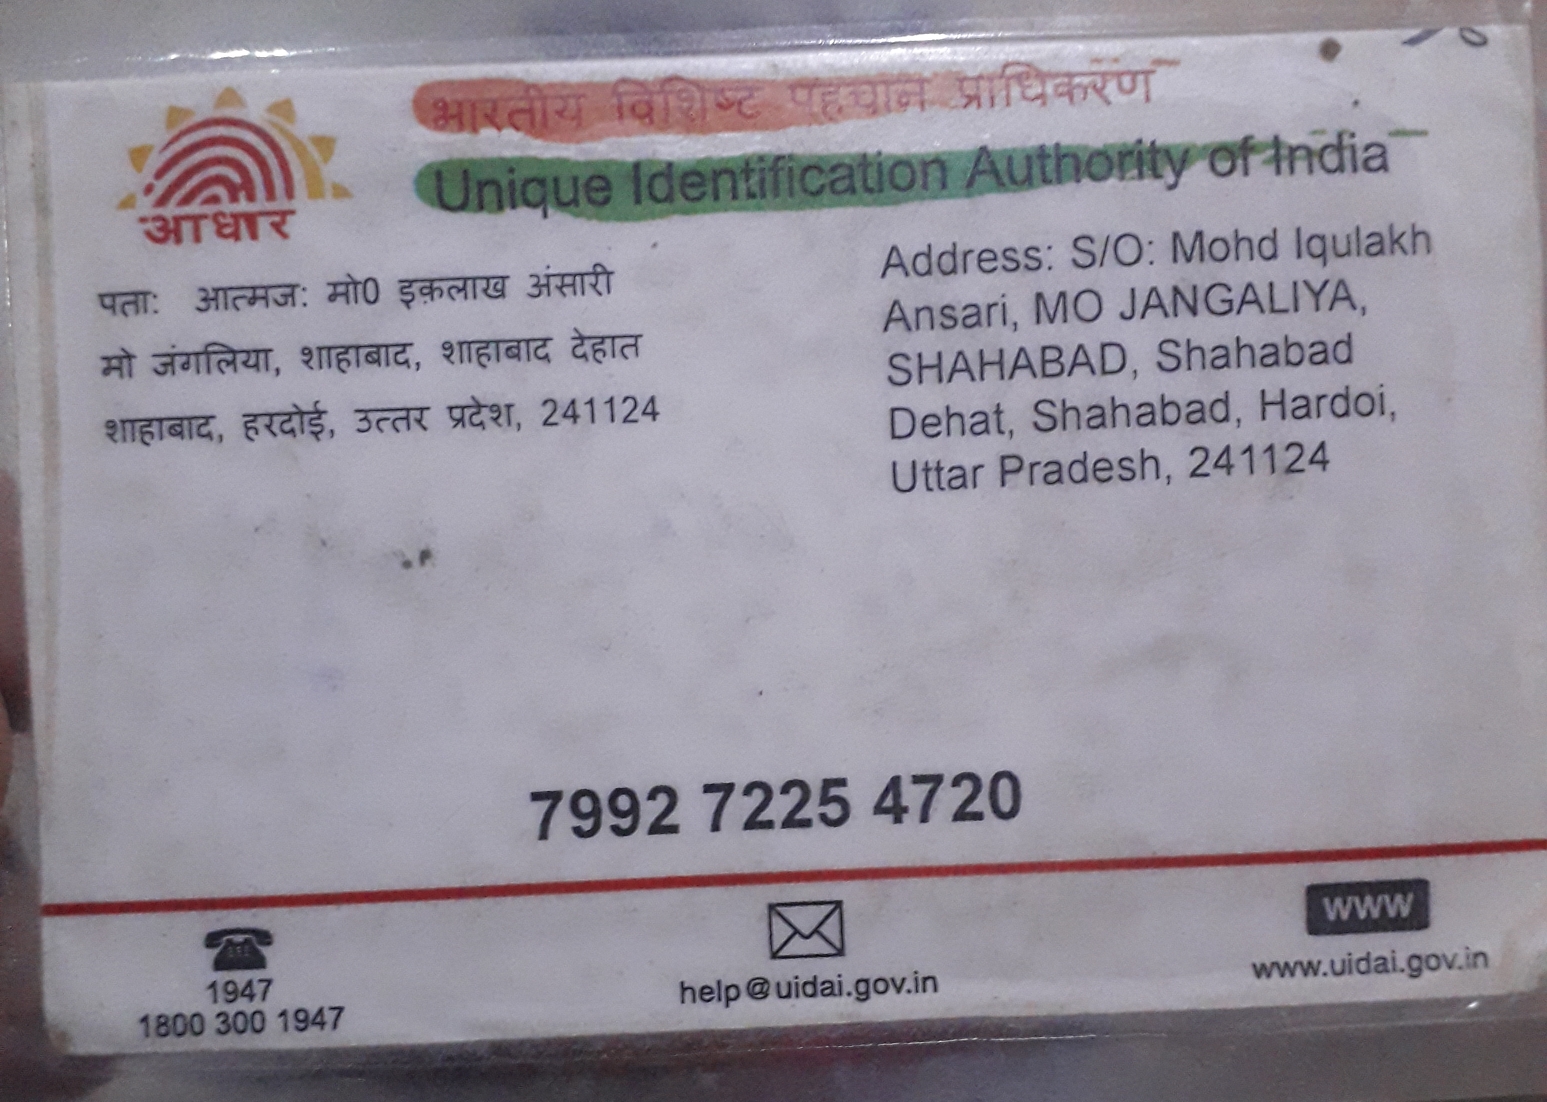 भारतीय विशिष्ट पहचान प्राधिकरण
Unique Identification Authority of India
आधार
पता: आत्मज: मो0 इक़लाख अंसारी
मो जंगलिया, शाहाबाद, शाहाबाद देहात
शाहाबाद, हरदोई, उत्तर प्रदेश, 241124
Address: S/O: Mohd Iqulakh
Ansari, MO JANGALIYA,
SHAHABAD, Shahabad
Dehat, Shahabad, Hardoi,
Uttar Pradesh, 241124
7992 7225 4720
1947
1800 300 1947
help@uidai.gov.in
www
www.uidai.gov.in